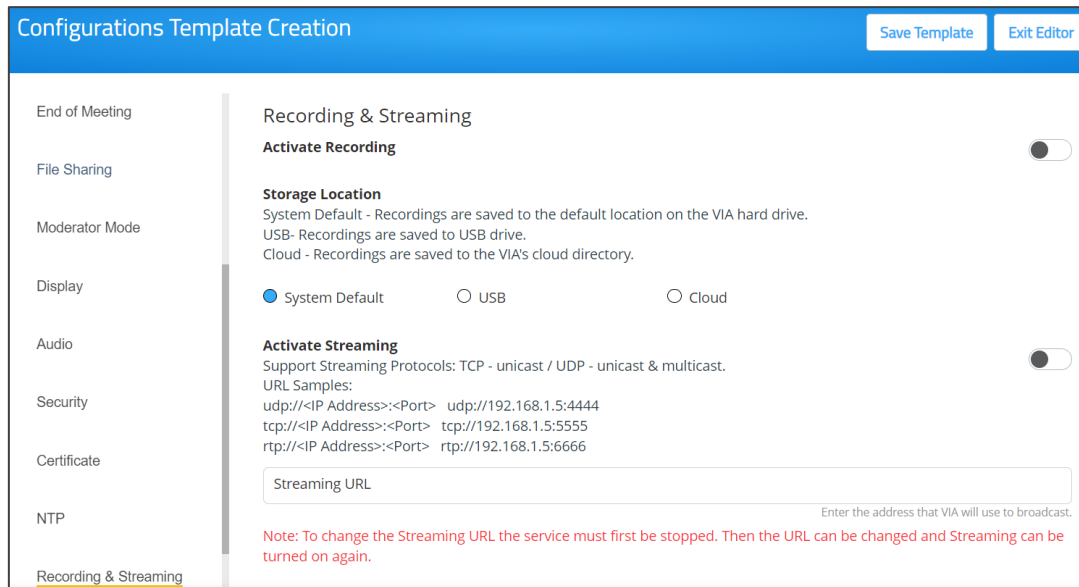 Configurations Template Creation
Save Template
Exit Editor
End of Meeting
File Sharing
Moderator Mode
Display
Audio
Security
Certificate
NTP
Recording & Streaming
Recording & Streaming
Activate Recording
Storage Location
System Default - Recordings are saved to the default location on the VIA hard drive.
USB- Recordings are saved to USB drive.
Cloud - Recordings are saved to the VIA's cloud directory.
System Default USB Cloud
Activate Streaming
Support Streaming Protocols: TCP - unicast / UDP - unicast & multicast.
URL Samples:
udp://<IP Address>:<Port> udp://192.168.1.5:4444
tcp://<IP Address>:<Port> tcp://192.168.1.5:5555
rtp://<IP Address>:<Port> rtp://192.168.1.5:6666
Streaming URL
Enter the address that VIA will use to broadcast.
Note: To change the Streaming URL the service must first be stopped. Then the URL can be changed and Streaming can be
turned on again.